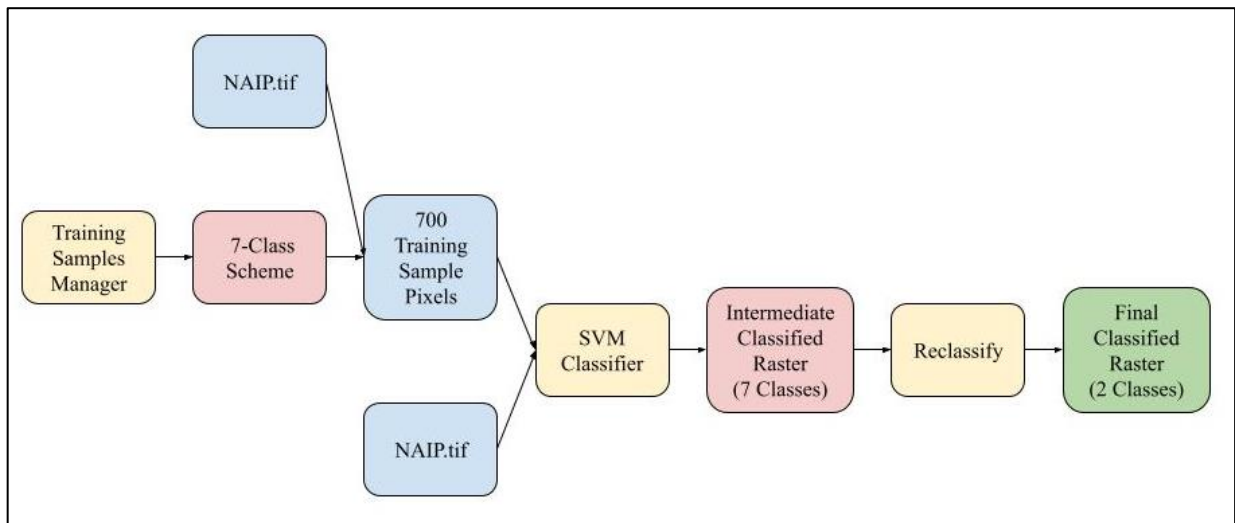 NAIP.tif
Training
Samples
Manager
7-Class
Scheme
700
Training
Sample
Pixels
NAIP.tif
SVM
Classifier
Intermediate
Classified
Raster
(7 Classes)
Reclassify
Final
Classified
Raster
(2 Classes)